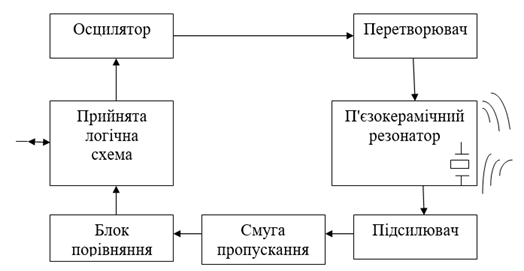 Осцилятор
Перетворювач
Прийнята
логічна
схема
П'єзокерамічний
резонатор
Блок
порівняння
Смуга
пропускання
Підсилювач